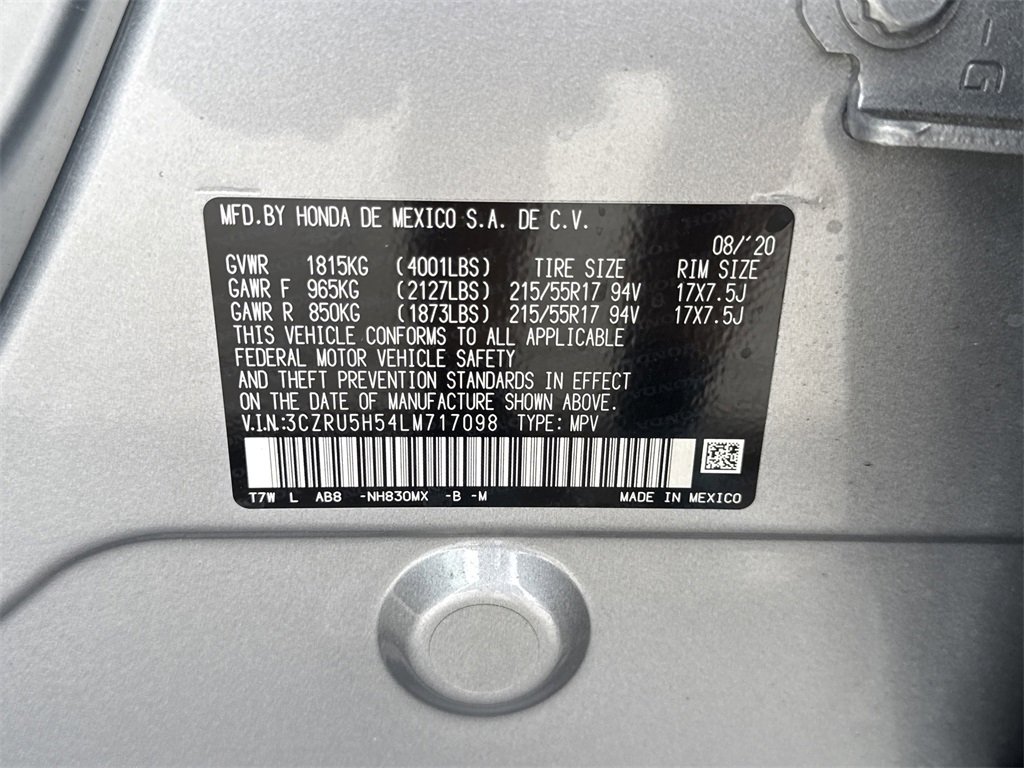 MFD.BY HONDA DE MEXICO S.A. DE C.V.
08/'20
GVWR 1815KG (4001LBS) TIRE SIZE RIM SIZE
GAWR F 965KG (2127LBS) 215/55R17 94V 17X7.5J
GAWR R 850KG (1873LBS) 215/55R17 94V 17X7.5J
THIS VEHICLE CONFORMS TO ALL APPLICABLE
FEDERAL MOTOR VEHICLE SAFETY
AND THEFT PREVENTION STANDARDS IN EFFECT
ON THE DATE OF MANUFACTURE SHOWN ABOVE.
V.I.N.:3CZRU5H54LM717098 TYPE: MPV
T7W L AB8 -NH830MX -B -M MADE IN MEXICO
-G